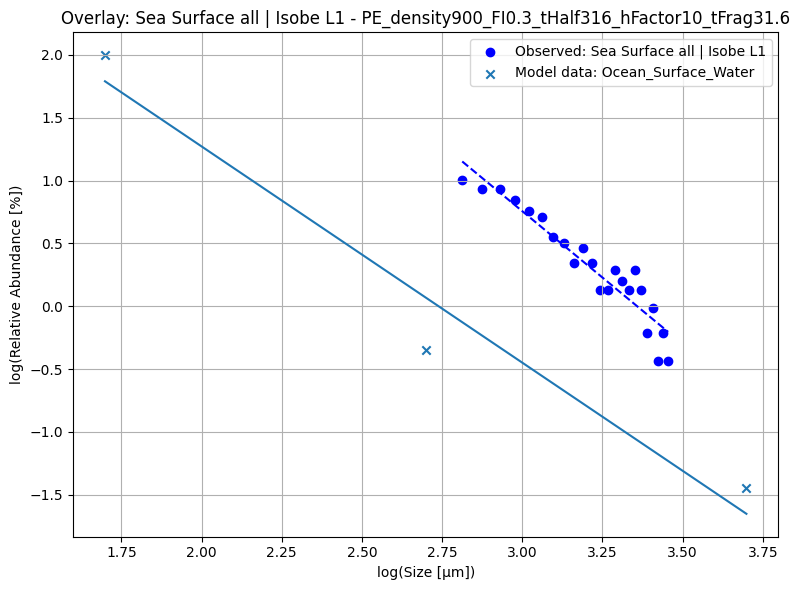 Overlay: Sea Surface all | Isobe L1 - PE_density900_FI0.3_tHalf316_hFactor10_tFrag31.6
Observed: Sea Surface all | Isobe L1
Model data: Ocean_Surface_Water
log(Relative Abundance [%])
2.0
1.5
1.0
0.5
0.0
−0.5
−1.0
−1.5
1.75 2.00 2.25 2.50 2.75 3.00 3.25 3.50 3.75
log(Size [μm])